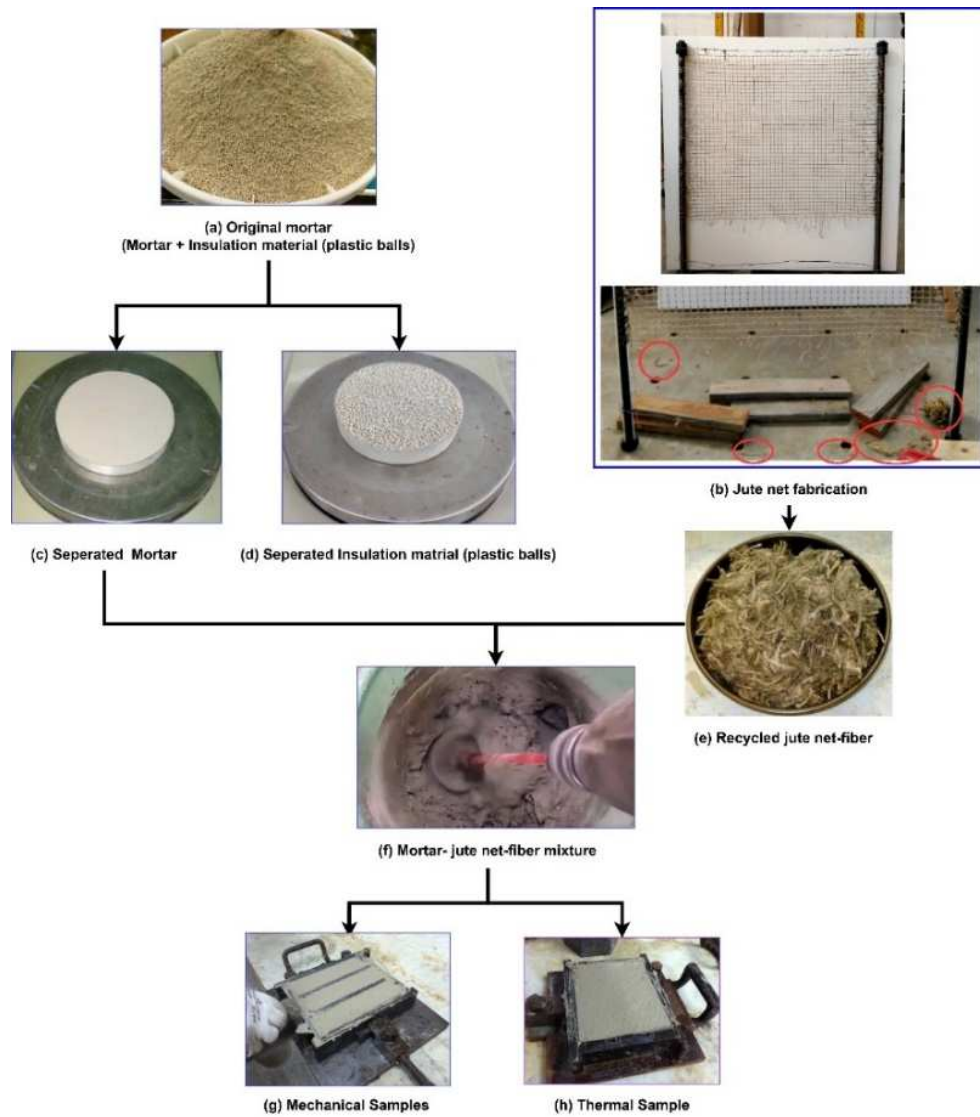 (a) Original mortar
(Mortar + Insulation material (plastic balls)
(b) Jute net fabrication
(c) Seperated Mortar
(d) Seperated Insulation matrial (plastic balls)
(e) Recycled jute net-fiber
(f) Mortar- jute net-fiber mixture
(g) Mechanical Samples
(h) Thermal Sample